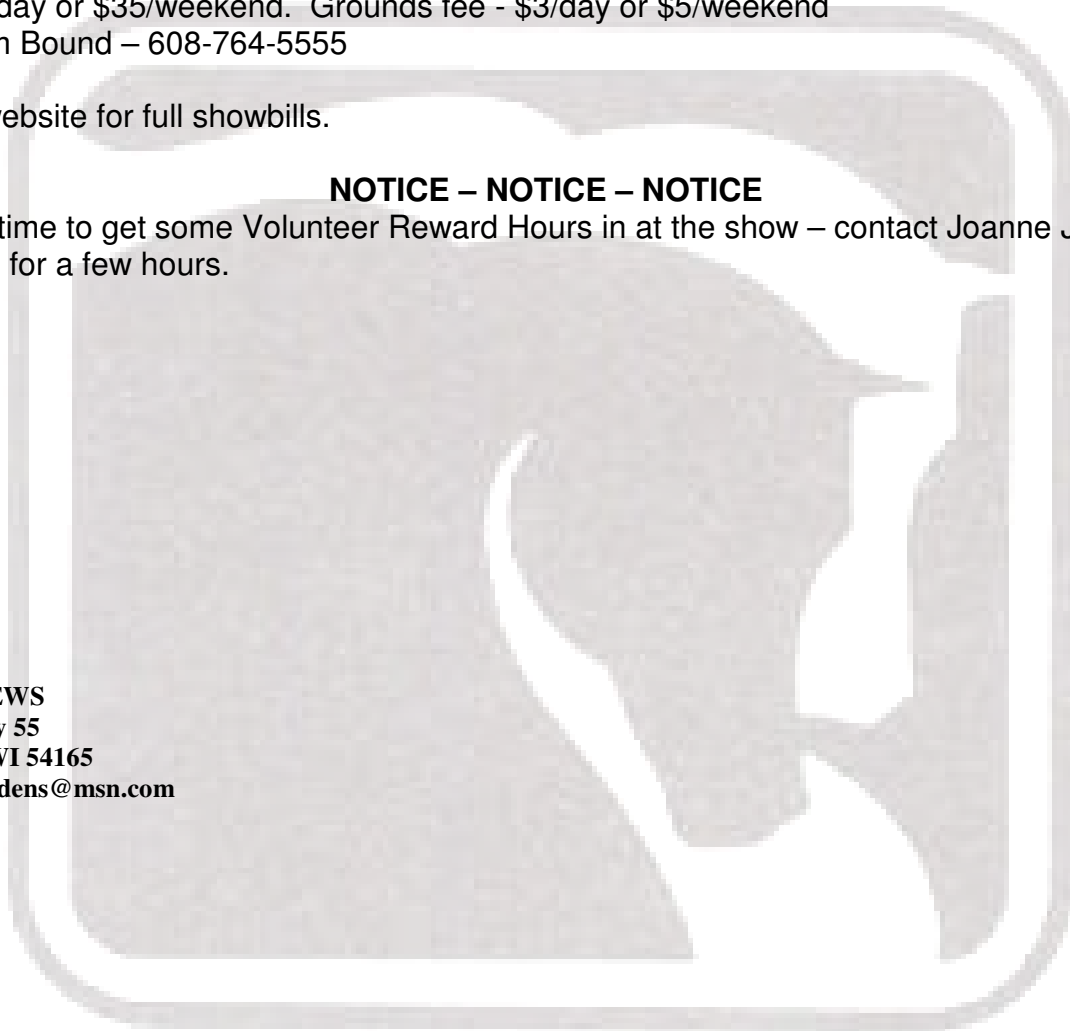 day or $35/weekend.  Grounds fee - $3/day or $5/weekend
n Bound – 608-764-5555
website for full showbills.
NOTICE – NOTICE – NOTICE
time to get some Volunteer Reward Hours in at the show – contact Joanne J
for a few hours.
EWS
y 55
WI 54165
dens@msn.com